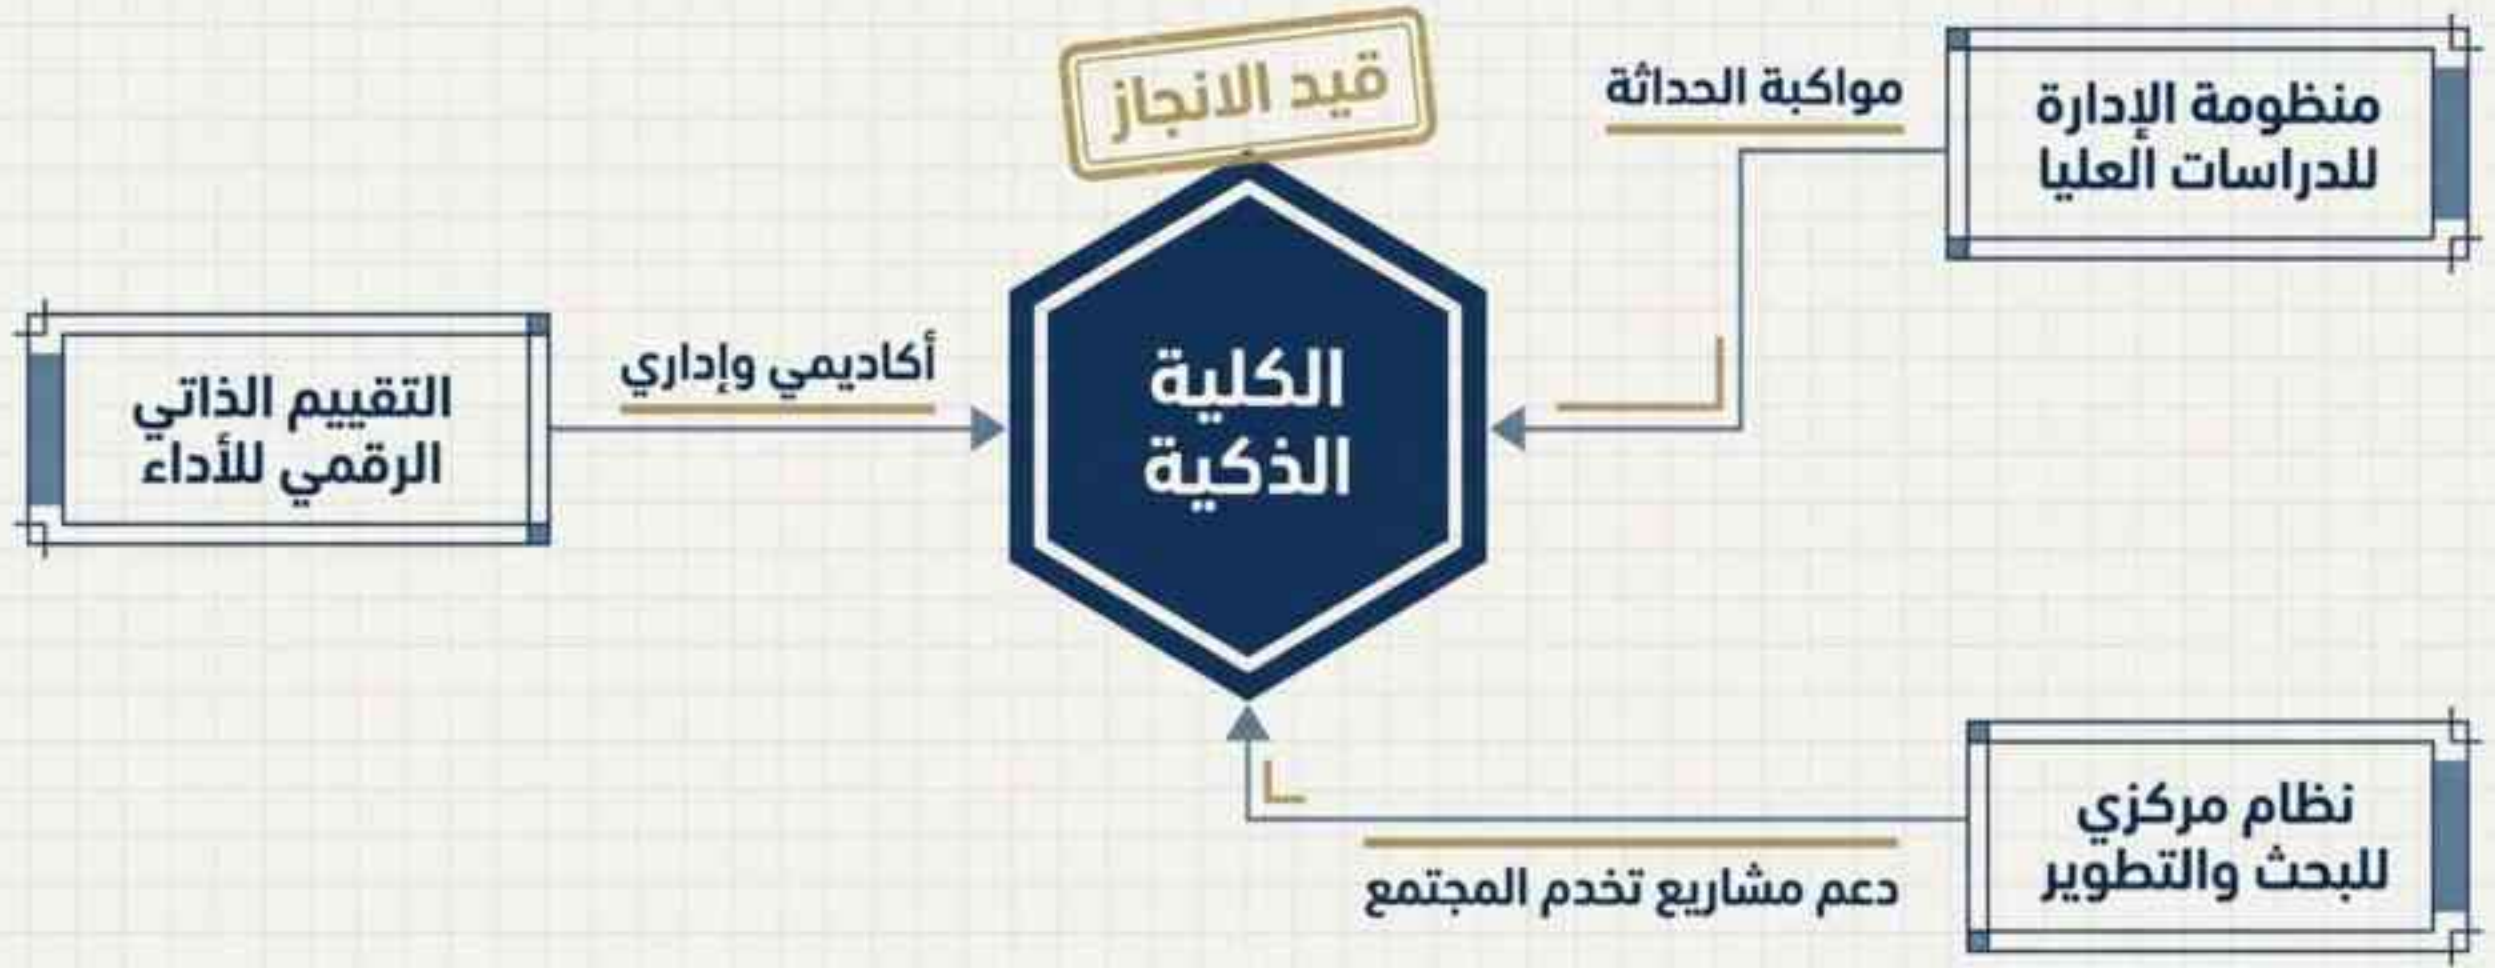 قيد الانجاز
مواكبة الحداثة
منظومة الإدارة
للدراسات العليا
الكلية
الذكية
أكاديمي وإداري
التقييم الذاتي
الرقمي للأداء
نظام مركزي
للبحث والتطوير
دعم مشاريع تخدم المجتمع